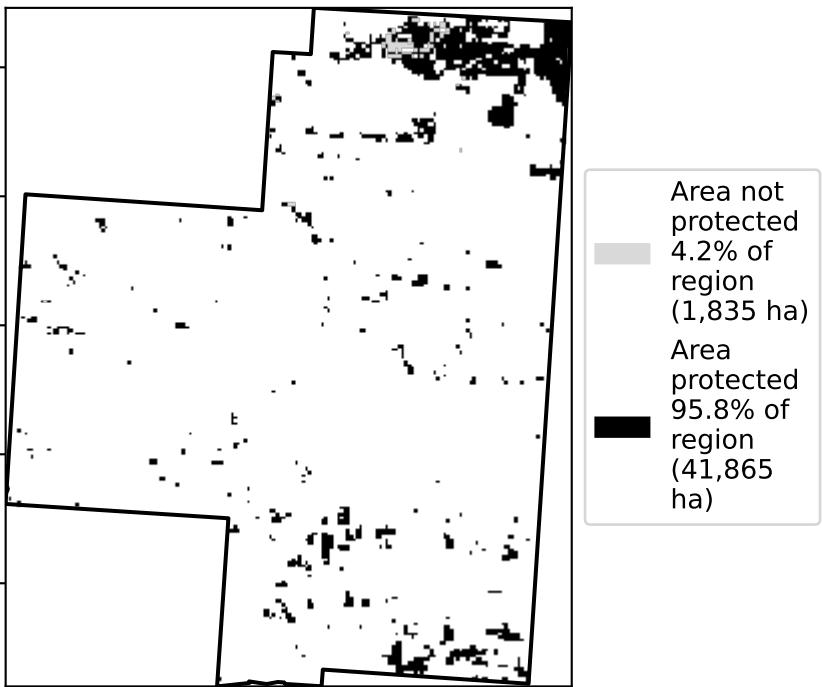 Area not
protected
4.2% of
region
(1,835 ha)
Area
protected
95.8% of
region
(41,865
ha)